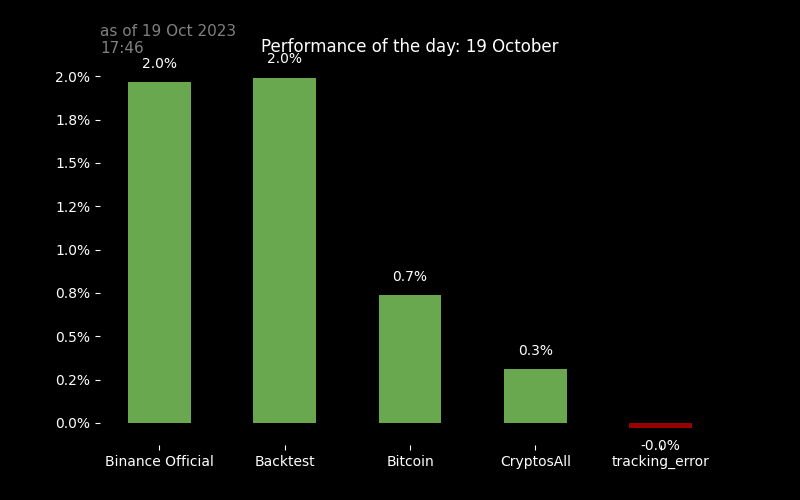 as of 19 Oct 2023
17:46
Performance of the day: 19 October
2.0%
2.0%
2.0%
1.8%
1.5%
1.2%
1.0%
0.7%
0.8%
0.5%
0.3%
0.2%
0.0%
-0.0%
Binance Official
Backtest
Bitcoin
CryptosAll
tracking_error